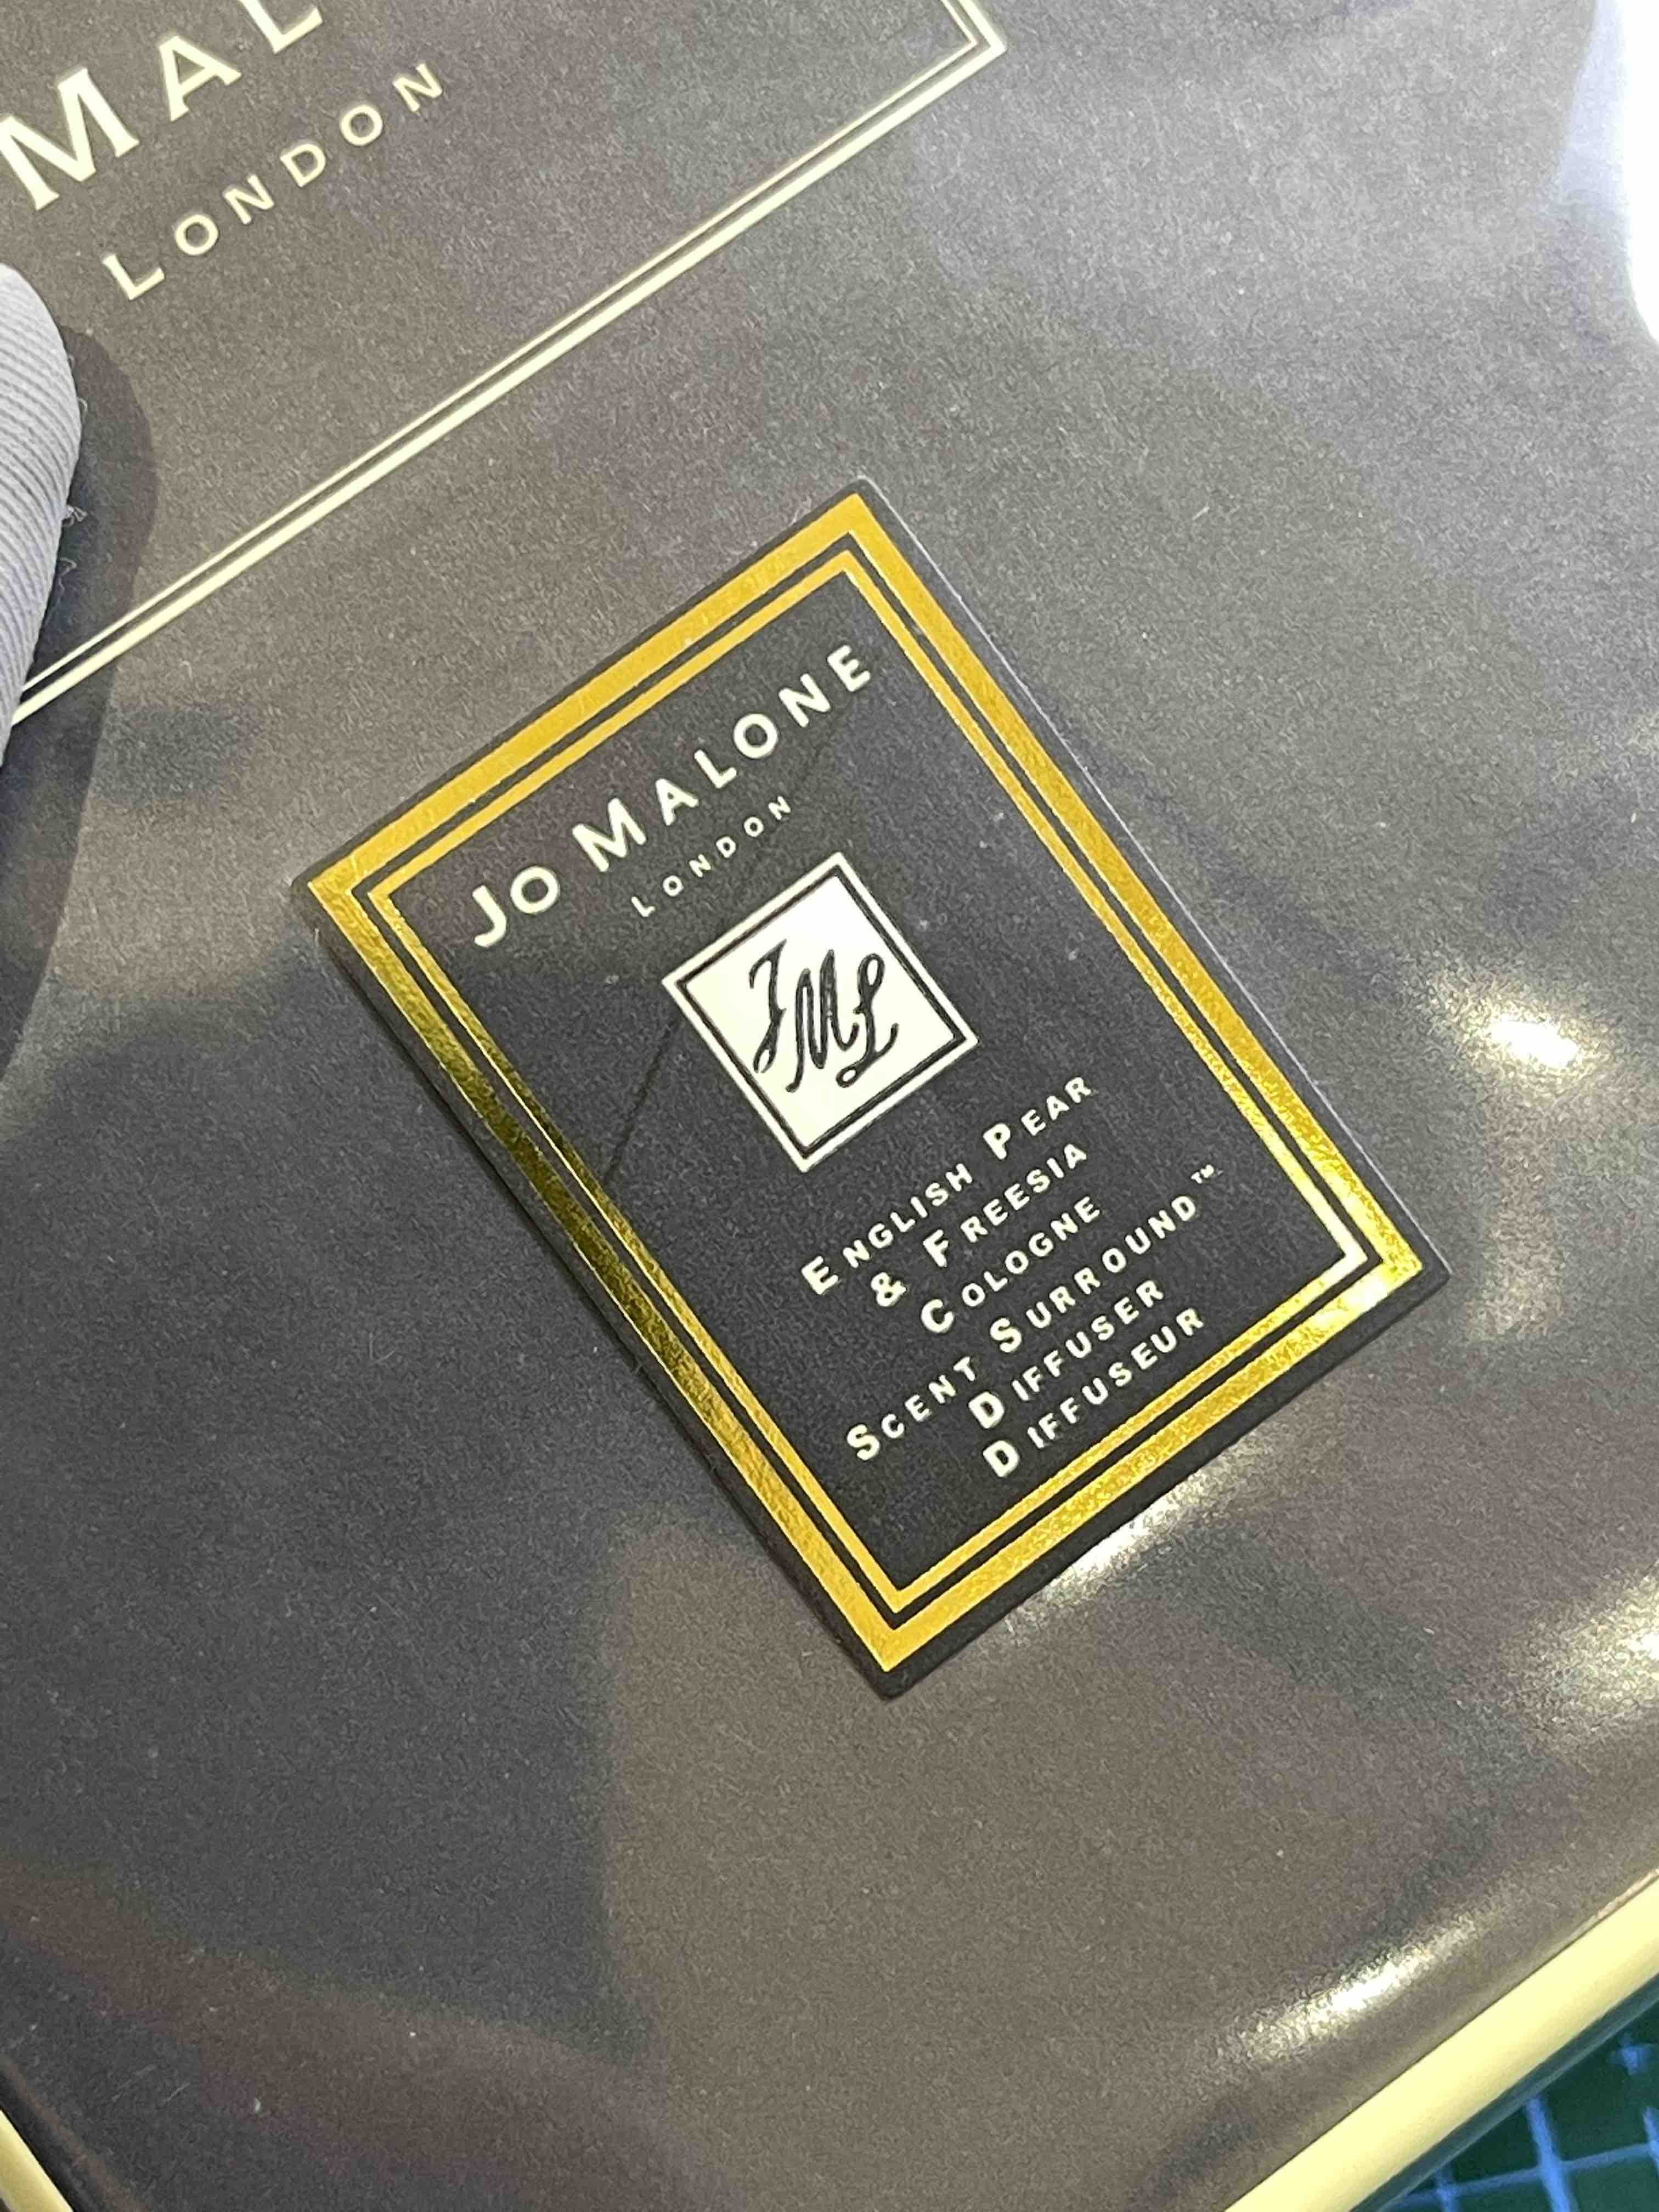 MAL
LONDON
JO MALONE
LONDON
JML
ENGLISH PEAR
& FREESIA
COLOGNE
SCENT SURROUND™
DIFFUSER
DIFFUSEUR